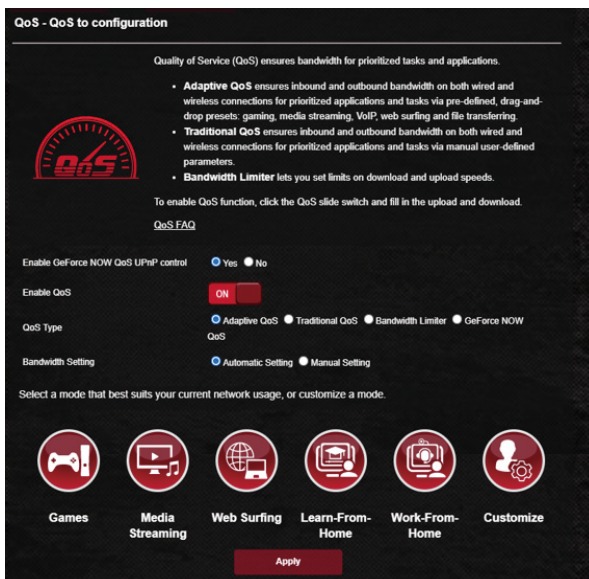 QoS - QoS to configuration
Quality of Service (QoS) ensures bandwidth for prioritized tasks and applications.
• Adaptive QoS ensures inbound and outbound bandwidth on both wired and
wireless connections for prioritized applications and tasks via pre-defined, drag-and-
drop presets: gaming, media streaming, VoIP, web surfing and file transferring.
• Traditional QoS ensures inbound and outbound bandwidth on both wired and
wireless connections for prioritized applications and tasks via manual user-defined
parameters.
• Bandwidth Limiter lets you set limits on download and upload speeds.
QoS
To enable QoS function, click the QoS slide switch and fill in the upload and download.
QoS FAQ
Enable GeForce NOW QoS UPnP control Yes No
Enable QoS ON
QoS Type Adaptive QoS Traditional QoS Bandwidth Limiter GeForce NOW
QoS
Bandwidth Setting Automatic Setting Manual Setting
Select a mode that best suits your current network usage, or customize a mode.
Games Media Web Surfing Learn-From- Work-From- Customize
Streaming Home Home
Apply